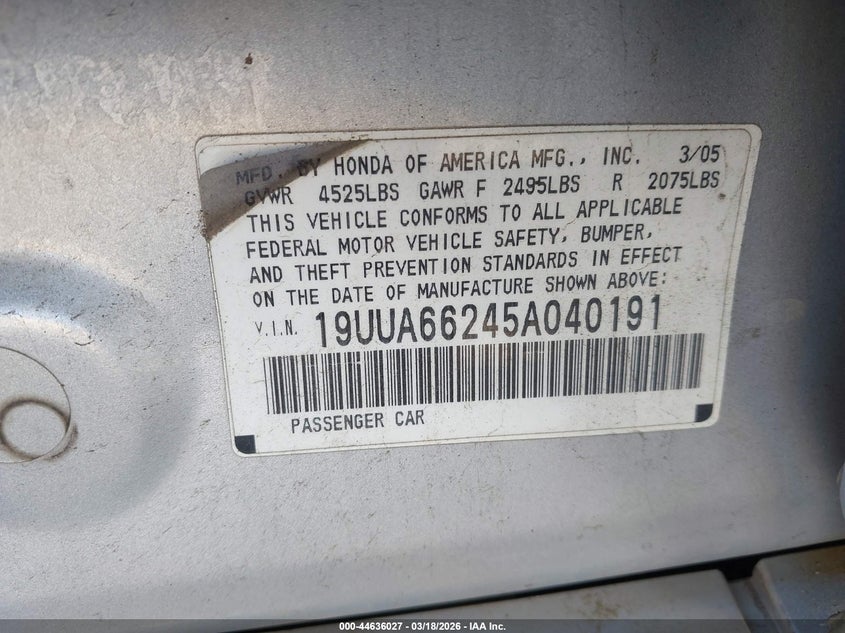 MFD. BY HONDA OF AMERICA MFG., INC. 3/05
GVWR 4525LBS GAWR F 2495LBS R 2075LBS
THIS VEHICLE CONFORMS TO ALL APPLICABLE
FEDERAL MOTOR VEHICLE SAFETY, BUMPER,
AND THEFT PREVENTION STANDARDS IN EFFECT
ON THE DATE OF MANUFACTURE SHOWN ABOVE:
V.I.N. 19UUA66245A040191
PASSENGER CAR
000-44636027 - 03/18/2026 - IAA Inc.